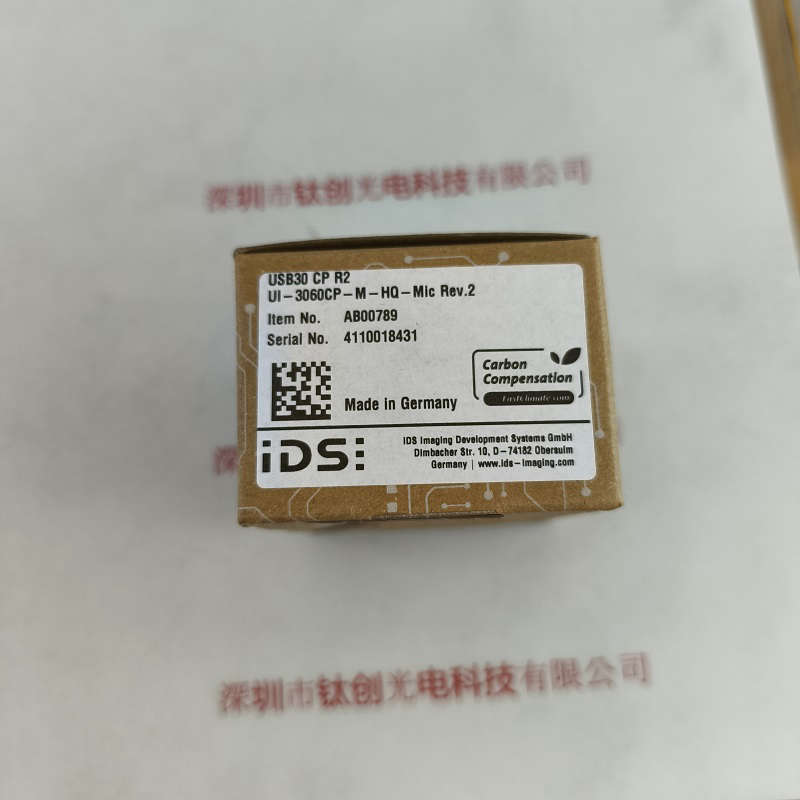 深圳市钛创光电科技有限公司
USB30 CP R2
UI-3060CP-M-HQ-Mic Rev.2
Item No. AB00789
Serial No. 4110018431
Carbon
Compensation
FirstClimate.com
Made in Germany
IDS Imaging Development Systems GmbH
iDS:
Dimbacher Str. 10, D-74182 Obersulm
Germany | www.ids-imaging.com
深圳市钛创光电科技有限公司